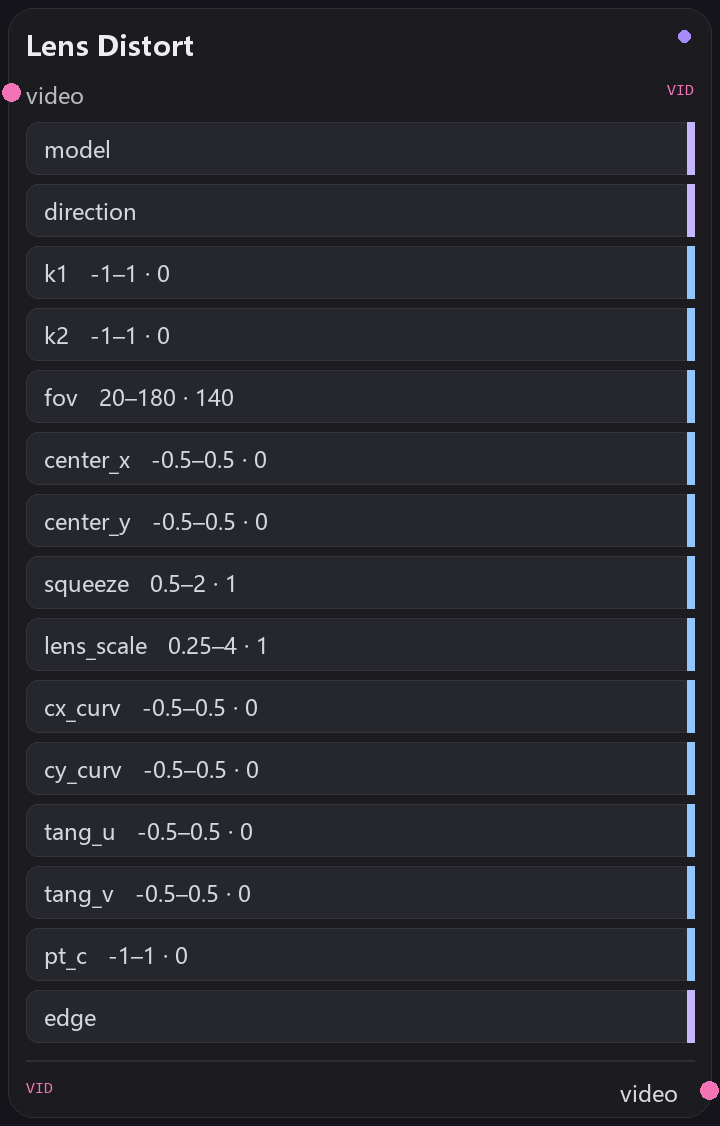 Lens Distort
video VID
model
direction
k1 -1–1 · 0
k2 -1–1 · 0
fov 20–180 · 140
center_x -0.5–0.5 · 0
center_y -0.5–0.5 · 0
squeeze 0.5–2 · 1
lens_scale 0.25–4 · 1
cx_curv -0.5–0.5 · 0
cy_curv -0.5–0.5 · 0
tang_u -0.5–0.5 · 0
tang_v -0.5–0.5 · 0
pt_c -1–1 · 0
edge
VID video